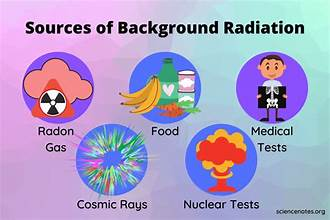 Sources of Background Radiation
Radon
Gas
Food
Medical
Tests
Cosmic Rays
Nuclear Tests
sciencenotes.org